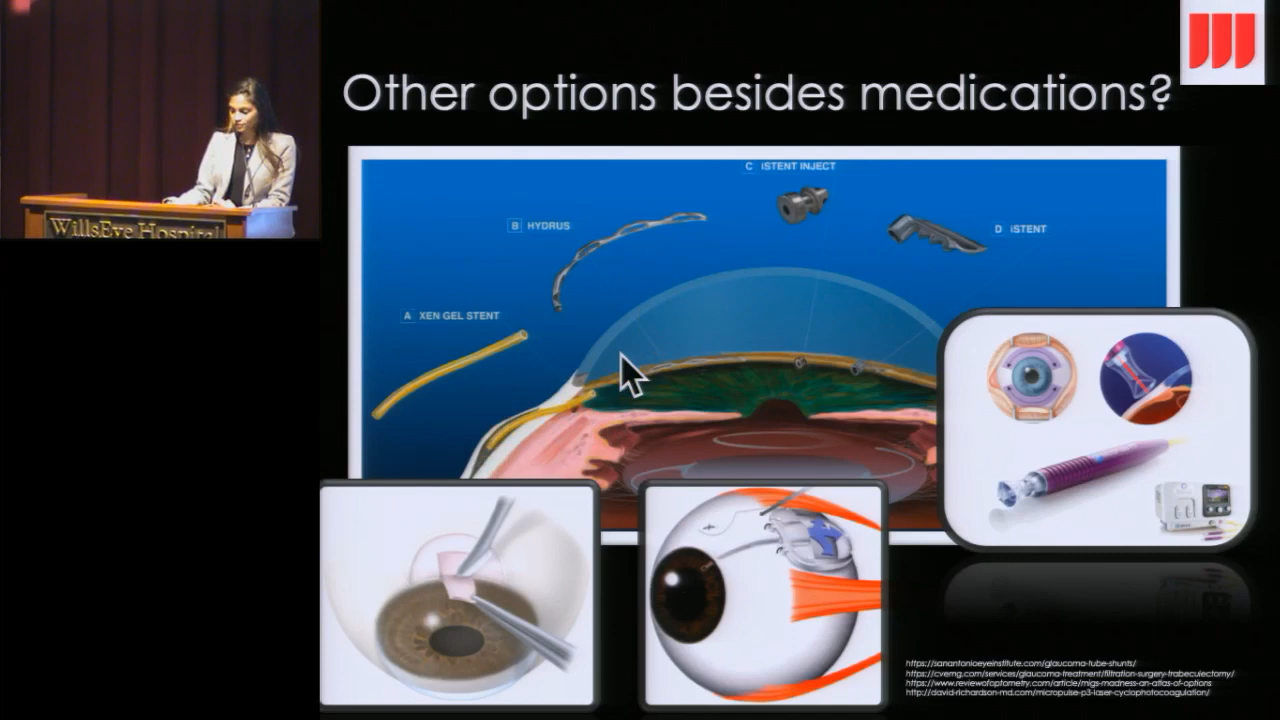 Other options besides medications?
WillsEye Hospital
C iSTENT INJECT
B HYDRUS
D iSTENT
A XEN GEL STENT
https://sanantonioeyeinstitute.com/glaucoma-tube-shunts/
https://cvemg.com/services/glaucoma-treatment/filtration-surgery-trabeculectomy/
https://www.reviewofoptometry.com/article/migs-madness-an-atlas-of-options
http://david-richardson-md.com/micropulse-p3-laser-cyclophotocoagulation/